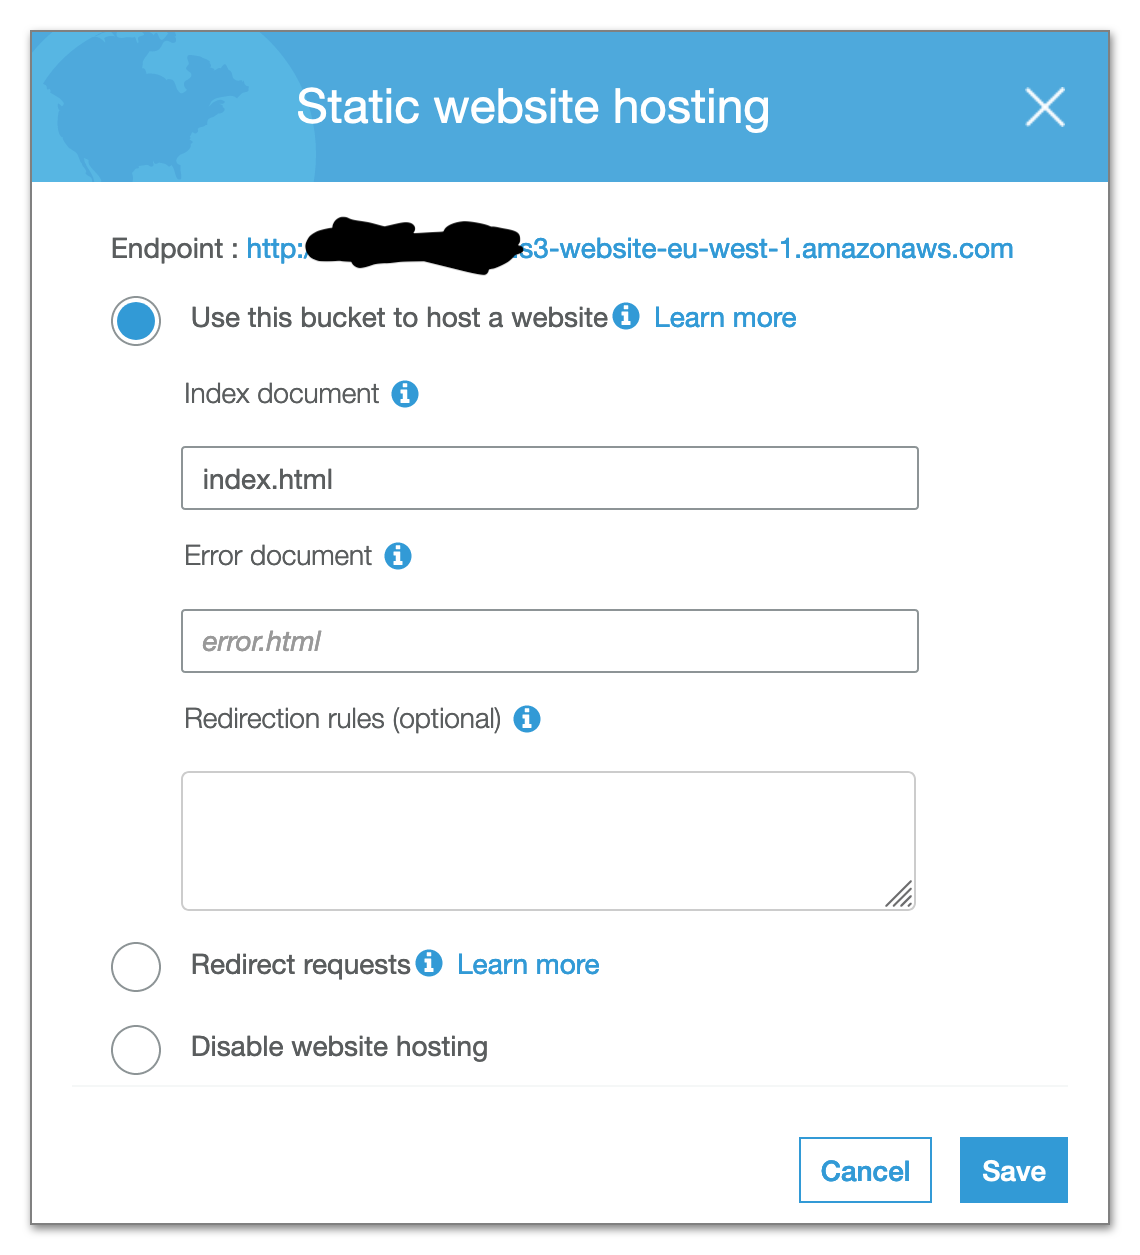 Static website hosting
Endpoint : http:/ s3-website-eu-west-1.amazonaws.com
Use this bucket to host a website Learn more
Index document
index.html
Error document
error.html
Redirection rules (optional)
Redirect requests Learn more
Disable website hosting
Cancel Save